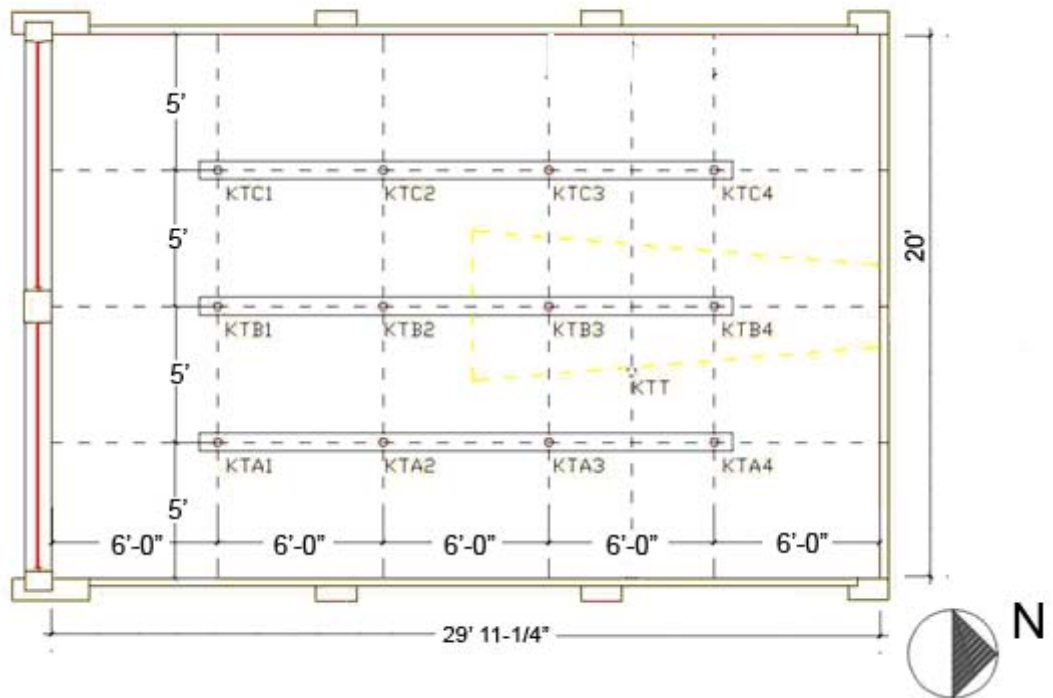 5’
KTC1 KTC2 KTC3 KTC4
5’
20’
KTB1 KTB2 KTB3 KTB4
5’
KTT
KTA1 KTA2 KTA3 KTA4
5’
6’-0” 6’-0” 6’-0” 6’-0” 6’-0”
29’ 11-1/4”
N